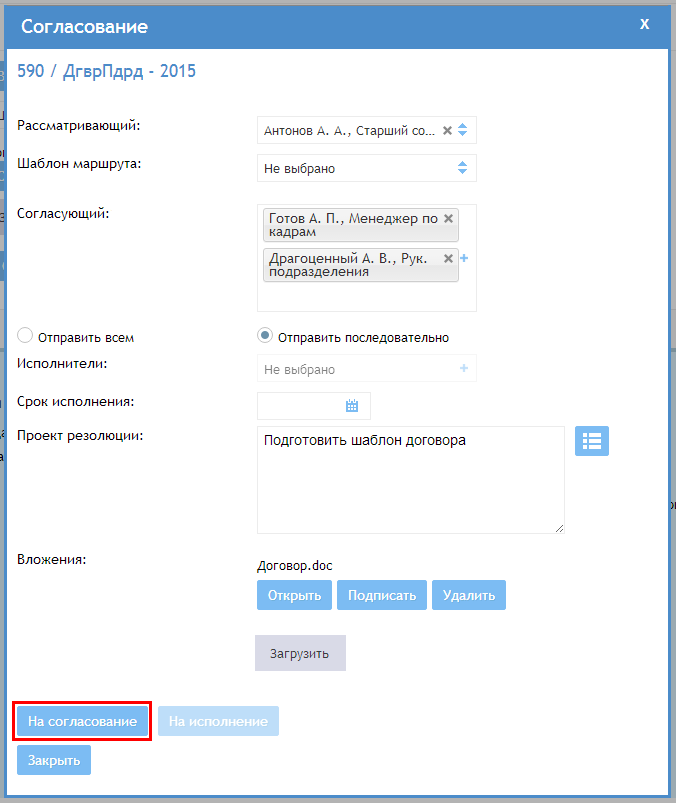 Согласование
X
590 / ДгврПдрд - 2015
Рассматривающий:
Антонов А. А., Старший со...
Шаблон маршрута:
Не выбрано
Согласующий:
Готов А. П., Менеджер по
кадрам
Драгоценный А. В., Рук.
подразделения
Отправить всем
Отправить последовательно
Исполнители:
Не выбрано
Срок исполнения:
Проект резолюции:
Подготовить шаблон договора
Вложения:
Договор.doc
Открыть
Подписать
Удалить
Загрузить
На согласование
На исполнение
Закрыть